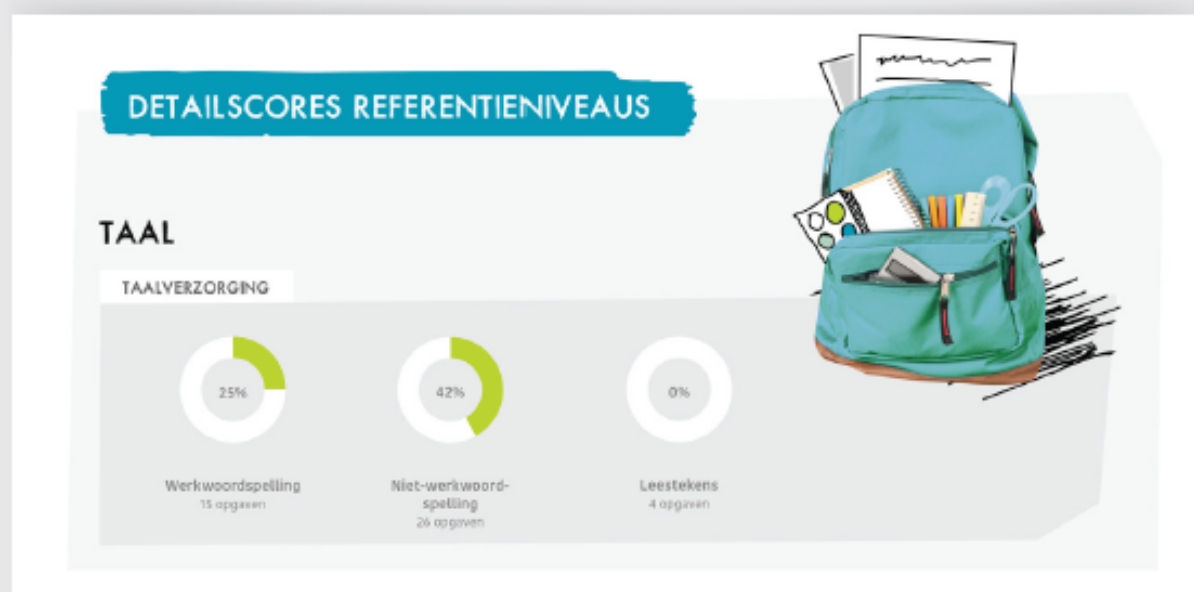 DETAILSCORES REFERENTIENIVEAUS
TAAL
TAALVERZORGING
25%
42%
0%
Werkwoordspelling
15 opgaven
Niet-werkwoord-
spelling
26 opgaven
Leestekens
4 opgaven